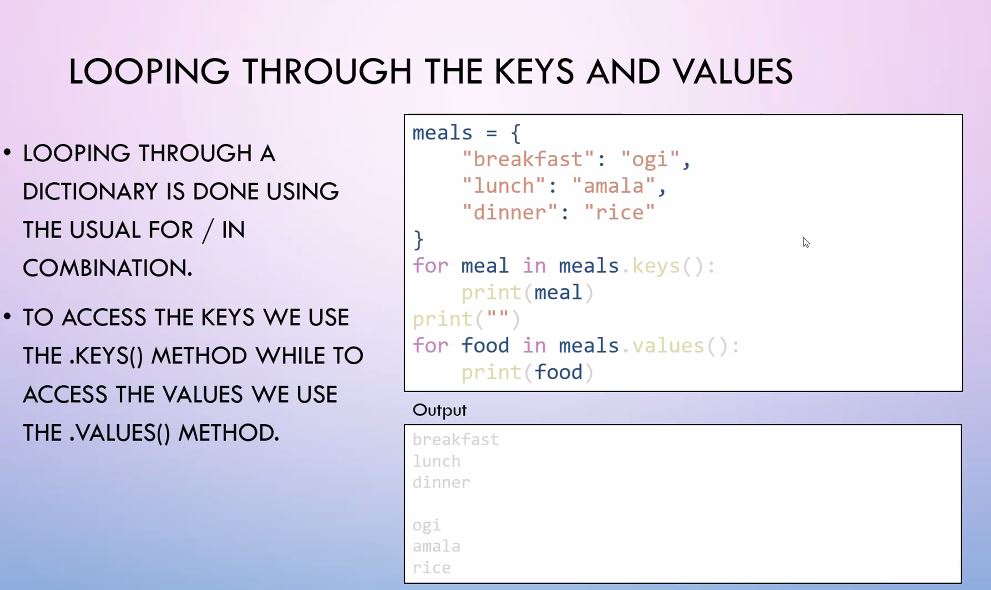 LOOPING THROUGH THE KEYS AND VALUES
• LOOPING THROUGH A
DICTIONARY IS DONE USING
THE USUAL FOR / IN
COMBINATION.
• TO ACCESS THE KEYS WE USE
THE .KEYS() METHOD WHILE TO
ACCESS THE VALUES WE USE
THE .VALUES() METHOD.
meals = {
    "breakfast": "ogi",
    "lunch": "amala",
    "dinner": "rice"
}
for meal in meals.keys():
    print(meal)
print("")
for food in meals.values():
    print(food)
Output
breakfast
lunch
dinner

ogi
amala
rice